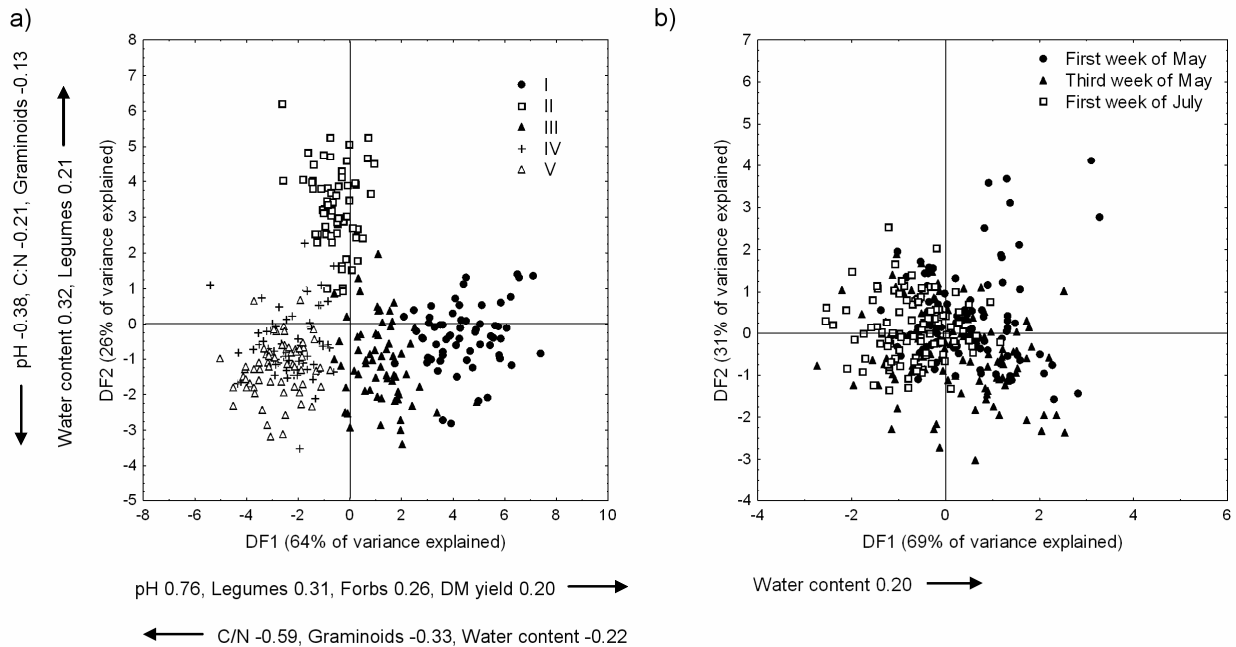 a)
pH -0.38, C:N -0.21, Graminoids -0.13
Water content 0.32, Legumes 0.21
DF2 (26% of variance explained)
8
7
6
5
4
3
2
1
0
-1
-2
-3
-4
-5
I
II
III
IV
V
-8
-6
-4
-2
0
2
4
6
8
10
DF1 (64% of variance explained)
pH 0.76, Legumes 0.31, Forbs 0.26, DM yield 0.20
C/N -0.59, Graminoids -0.33, Water content -0.22
b)
DF2 (31% of variance explained)
7
6
5
4
3
2
1
0
-1
-2
-3
-4
First week of May
Third week of May
First week of July
-4
-2
0
2
4
6
DF1 (69% of variance explained)
Water content 0.20